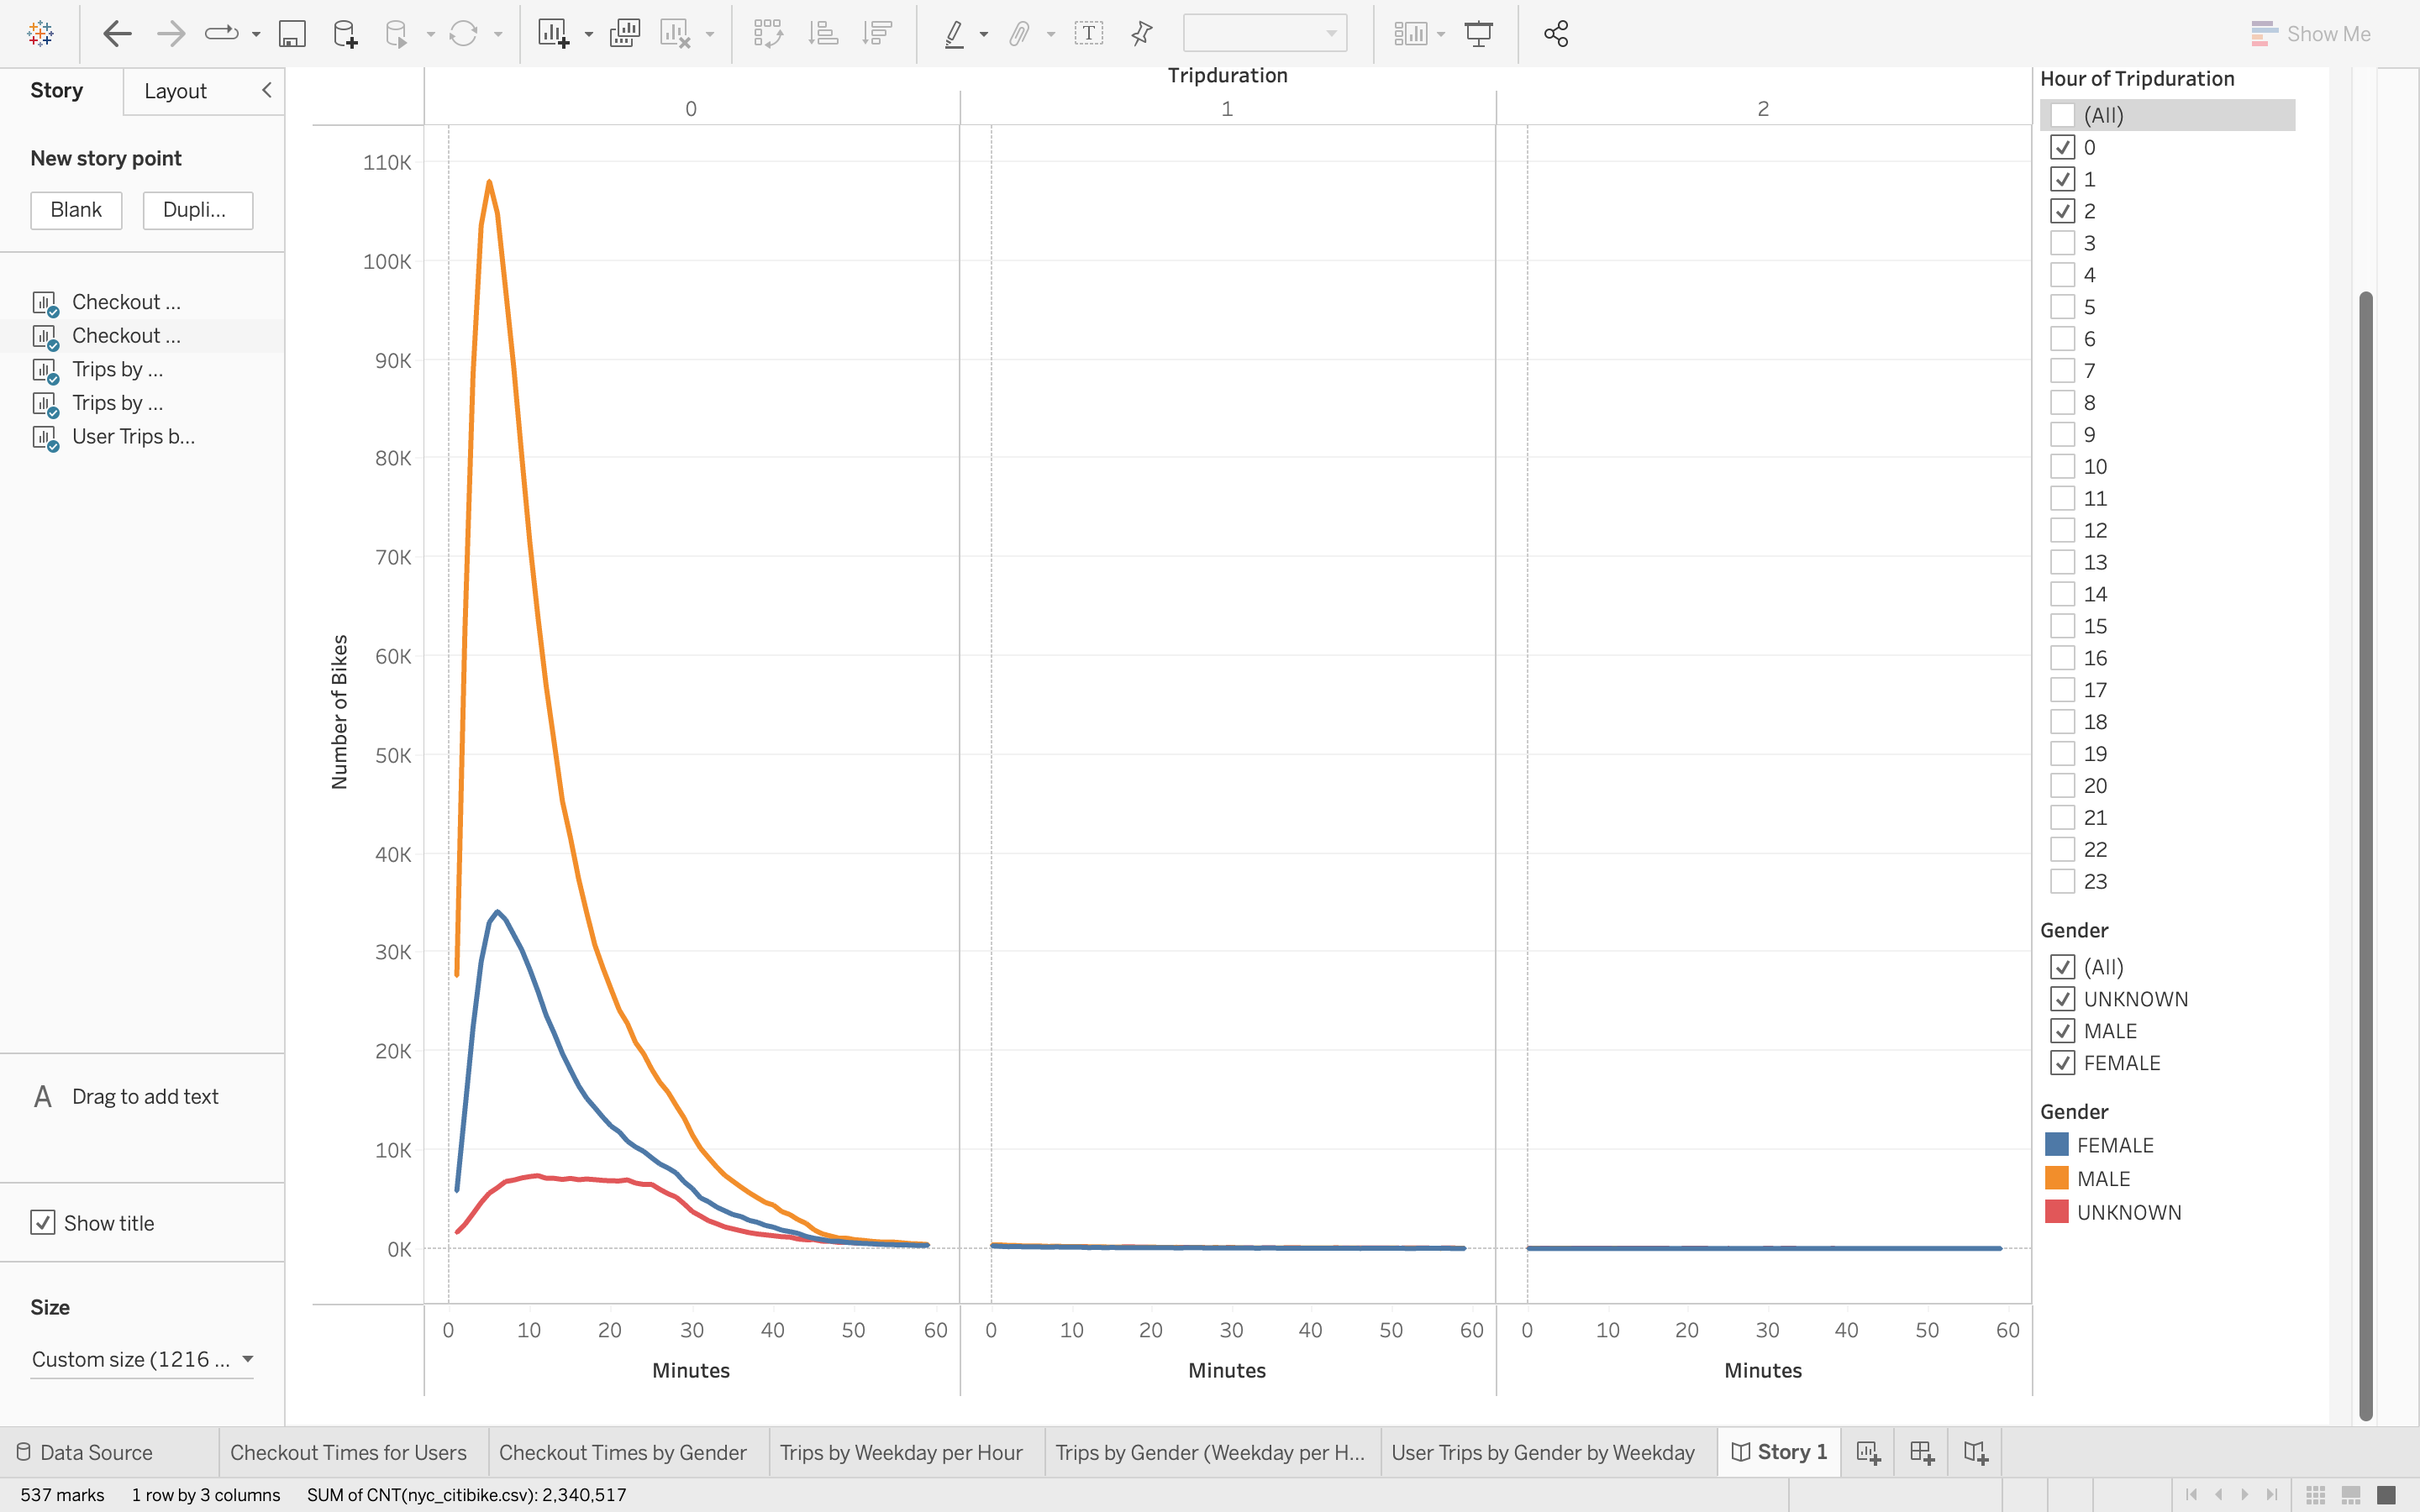 Show Me
Story
Layout
New story point
Blank
Dupli...
Checkout ...
Checkout ...
Trips by ...
Trips by ...
User Trips b...
A Drag to add text
Show title
Size
Custom size (1216 ...
Tripduration
0 1 2
110K
100K
90K
80K
70K
60K
50K
40K
30K
20K
10K
0K
Number of Bikes
0 10 20 30 40 50 60 0 10 20 30 40 50 60 0 10 20 30 40 50 60
Minutes Minutes Minutes
Hour of Tripduration
(All)
0
1
2
3
4
5
6
7
8
9
10
11
12
13
14
15
16
17
18
19
20
21
22
23
Gender
(All)
UNKNOWN
MALE
FEMALE
Gender
FEMALE
MALE
UNKNOWN
Data Source Checkout Times for Users Checkout Times by Gender Trips by Weekday per Hour Trips by Gender (Weekday per H... User Trips by Gender by Weekday Story 1
537 marks 1 row by 3 columns SUM of CNT(nyc_citibike.csv): 2,340,517